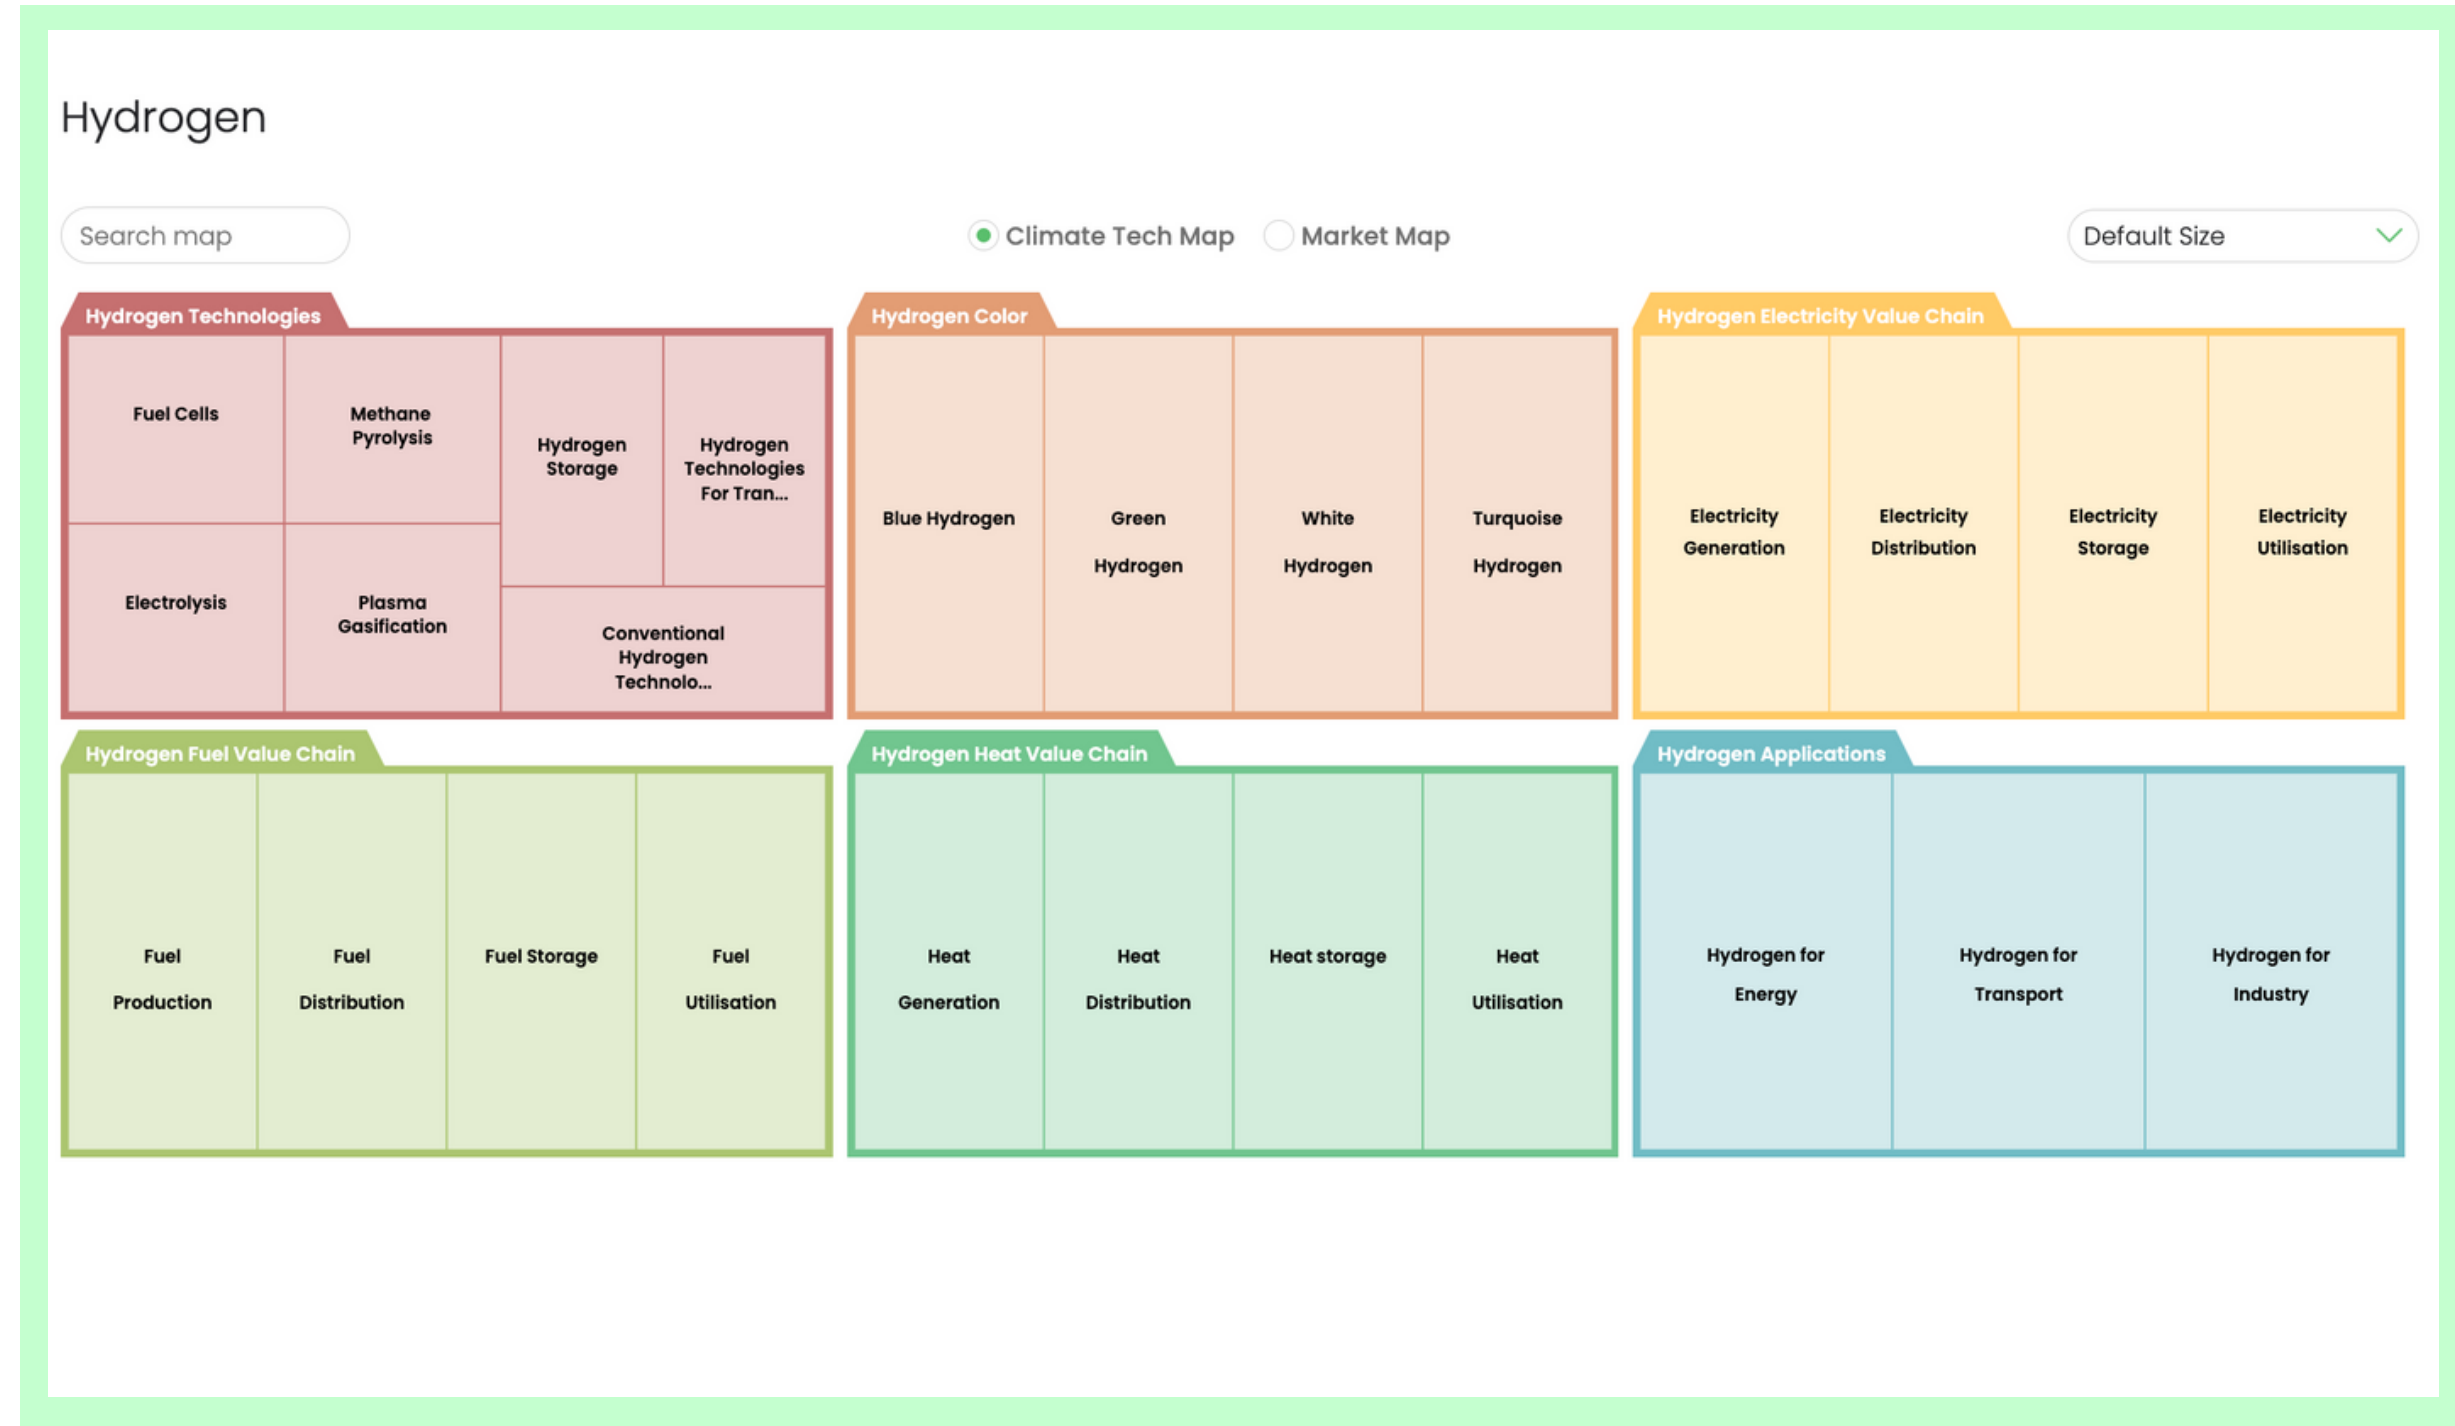 Hydrogen
Search map
Climate Tech Map
Market Map
Default Size
Hydrogen Technologies
Fuel Cells
Methane
Pyrolysis
Hydrogen
Storage
Hydrogen
Technologies
For Tran...
Electrolysis
Plasma
Gasification
Conventional
Hydrogen
Technolo...
Hydrogen Color
Blue Hydrogen
Green
Hydrogen
White
Hydrogen
Turquoise
Hydrogen
Hydrogen Electricity Value Chain
Electricity
Generation
Electricity
Distribution
Electricity
Storage
Electricity
Utilisation
Hydrogen Fuel Value Chain
Fuel
Production
Fuel
Distribution
Fuel Storage
Fuel
Utilisation
Hydrogen Heat Value Chain
Heat
Generation
Heat
Distribution
Heat storage
Heat
Utilisation
Hydrogen Applications
Hydrogen for
Energy
Hydrogen for
Transport
Hydrogen for
Industry